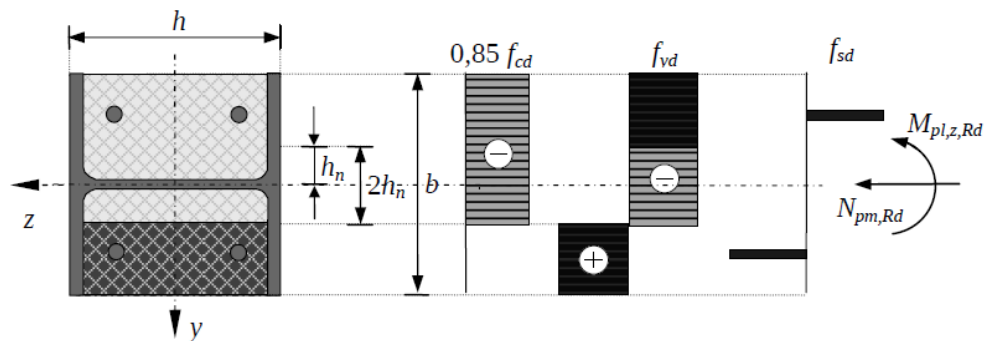 h
0,85 f_cd
f_yd
f_sd
h_n
2h_n
b
M_pl,z,Rd
N_pm,Rd
z
y